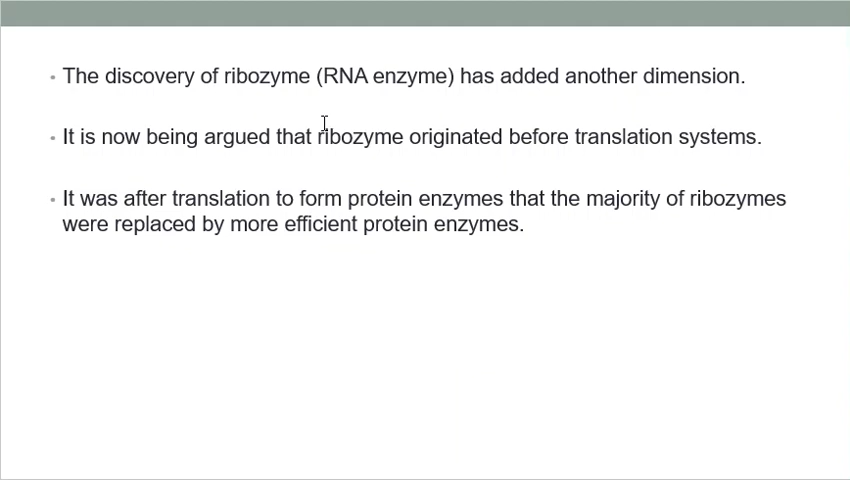 • The discovery of ribozyme (RNA enzyme) has added another dimension.
• It is now being argued that ribozyme originated before translation systems.
• It was after translation to form protein enzymes that the majority of ribozymes
were replaced by more efficient protein enzymes.